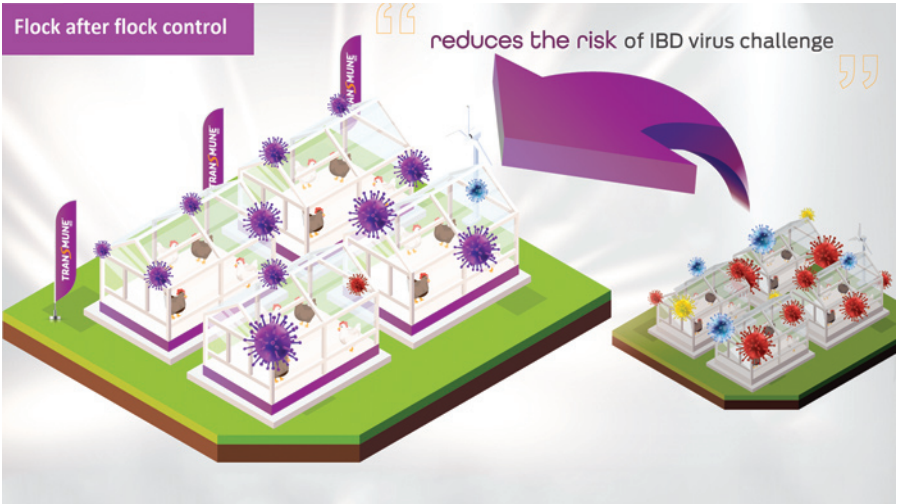 Flock after flock control
“ reduces the risk of IBD virus challenge ”
TRANSMUNE
TRANSMUNE
TRANSMUNE